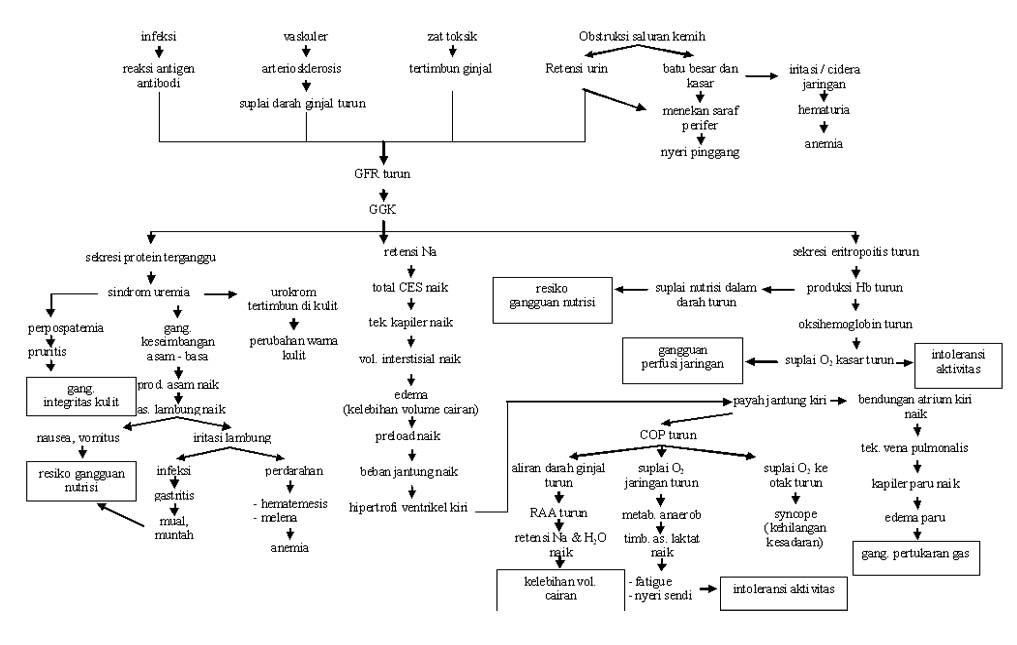 infeksi
vaskuler
zat toksik
Obstruksi saluran kemih
reaksi antigen
antibodi
arteriosklerosis
tertimbun ginjal
Retensi urin
batu besar dan
kasar
iritasi / cidera
jaringan
suplai darah ginjal turun
menekan saraf
perifer
hematuria
nyeri pinggang
anemia
GFR turun
GGK
sekresi protein terganggu
retensi Na
sekresi eritropoitis turun
sindrom uremia
urokrom
tertimbun di kulit
total CES naik
resiko
gangguan nutrisi
suplai nutrisi dalam
darah turun
produksi Hb turun
perpospatemia
gang.
keseimbangan
asam - basa
perubahan warna
kulit
tek. kapiler naik
oksihemoglobin turun
pruritis
vol. interstisial naik
gangguan
perfusi jaringan
suplai O₂ kasar turun
intoleransi
aktivitas
gang.
integritas kulit
prod. asam naik
edema
(kelebihan volume cairan)
as. lambung naik
payah jantung kiri
bendungan atrium kiri
naik
nausea, vomitus
iritasi lambung
preload naik
COP turun
tek. vena pulmonalis
resiko gangguan
nutrisi
infeksi
perdarahan
beban jantung naik
aliran darah ginjal
turun
suplai O₂
jaringan turun
suplai O₂ ke
otak turun
kapiler paru naik
gastritis
- hematemesis
- melena
hipertrofi ventrikel kiri
RAA turun
metab. anaerob
syncope
(kehilangan
kesadaran)
edema paru
mual,
muntah
anemia
retensi Na & H₂O
naik
timb. as. laktat
naik
gang. pertukaran gas
kelebihan vol.
cairan
- fatigue
- nyeri sendi
intoleransi aktivitas